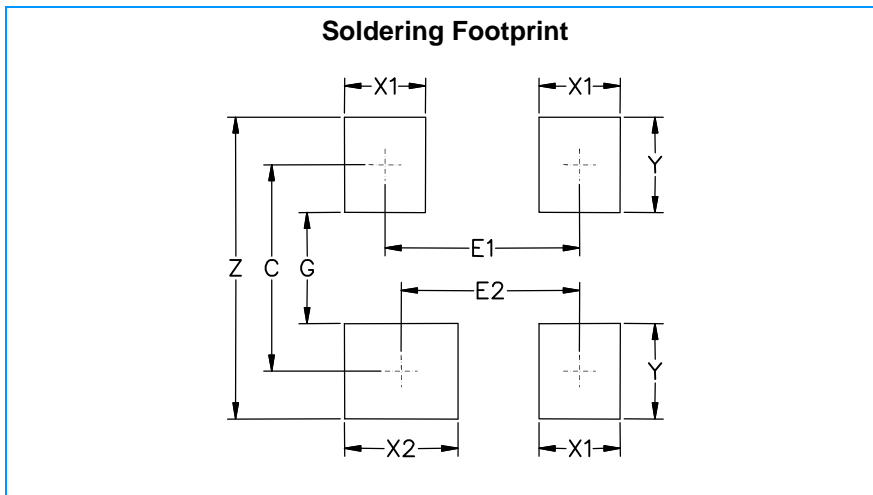 Soldering Footprint
X1 X1
Y
E1
Z C G
E2
Y
X2 X1